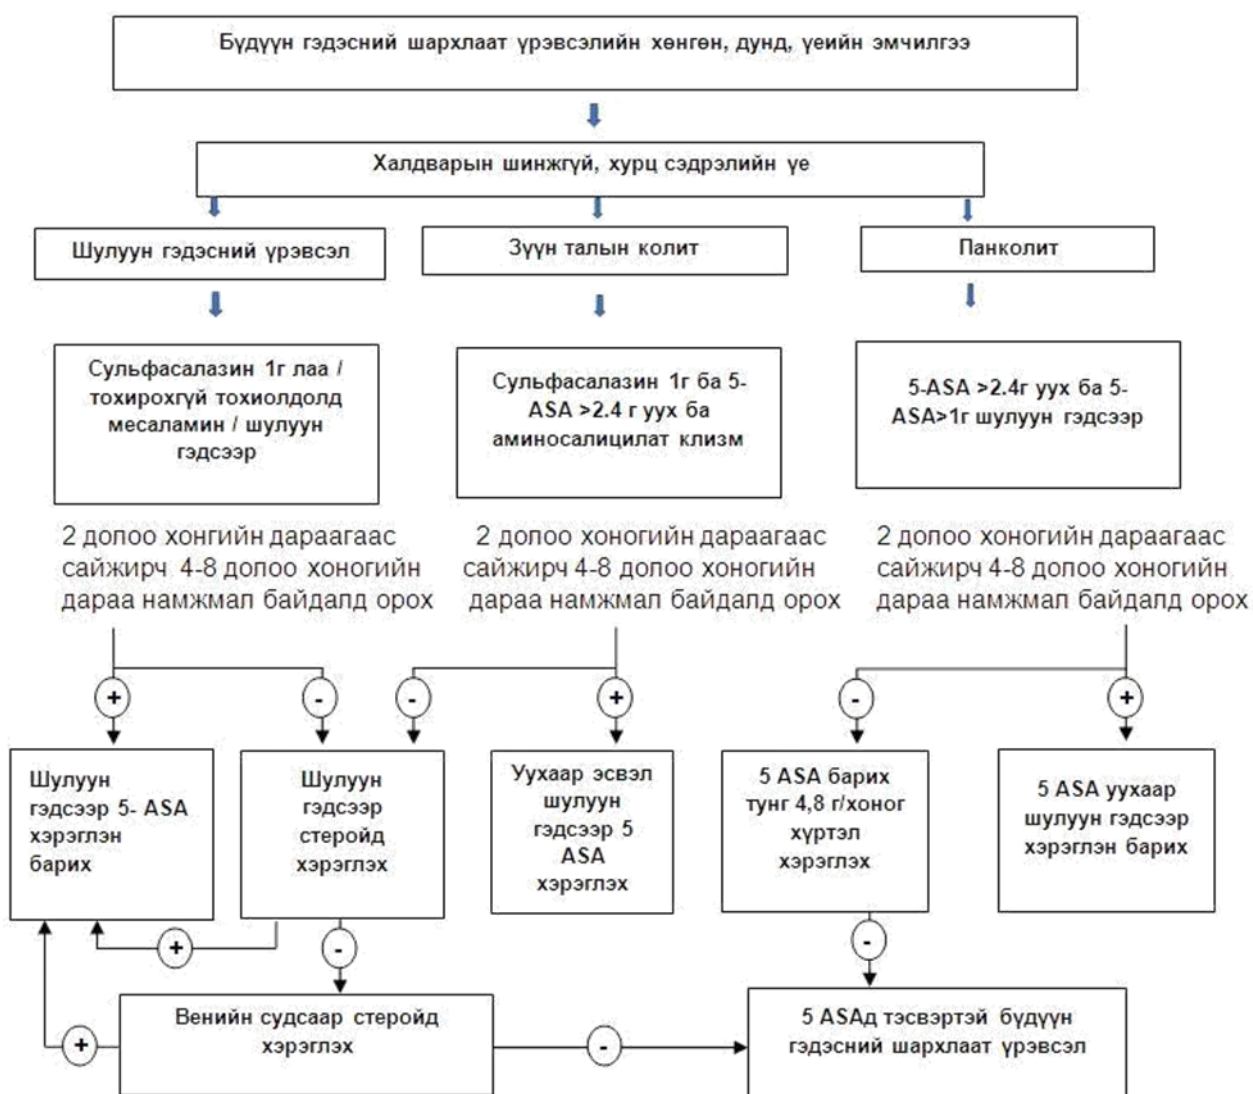 Бүдүүн гэдэсний шархлаат үрэвсэлийн хөнгөн, дунд, үеийн эмчилгээ
Халдварын шинжгүй, хурц сэдрэлийн үе
Шулуун гэдэсний үрэвсэл
Зүүн талын колит
Панколит
Сульфасалазин 1г лаа /
тохирохгүй тохиолдолд
месаламин / шулуун
гэдсээр
Сульфасалазин 1г ба 5-
ASA >2.4 г уух ба
аминосалицилат клизм
5-ASA >2.4г уух ба 5-
ASA>1г шулуун гэдсээр
2 долоо хонгийн дараагаас
сайжирч 4-8 долоо хоногийн
дараа намжмал байдалд орох
2 долоо хоногийн дараагаас
сайжирч 4-8 долоо хоногийн
дараа намжмал байдалд орох
2 долоо хоногийн дараагаас
сайжирч 4-8 долоо хоногийн
дараа намжмал байдалд орох
+
-
-
+
-
+
Шулуун
гэдсээр 5- ASA
хэрэглэн
барих
Шулуун
гэдсээр
стеройд
хэрэглэх
Уухаар эсвэл
шулуун
гэдсээр 5
ASA
хэрэглэх
5 ASA барих
тунг 4,8 г/хоног
хүртэл
хэрэглэх
5 ASA уухаар
шулуун гэдсээр
хэрэглэн барих
+
-
-
Венийн судсаар стеройд
хэрэглэх
+
-
5 ASAд тэсвэртэй бүдүүн
гэдэсний шархлаат үрэвсэл